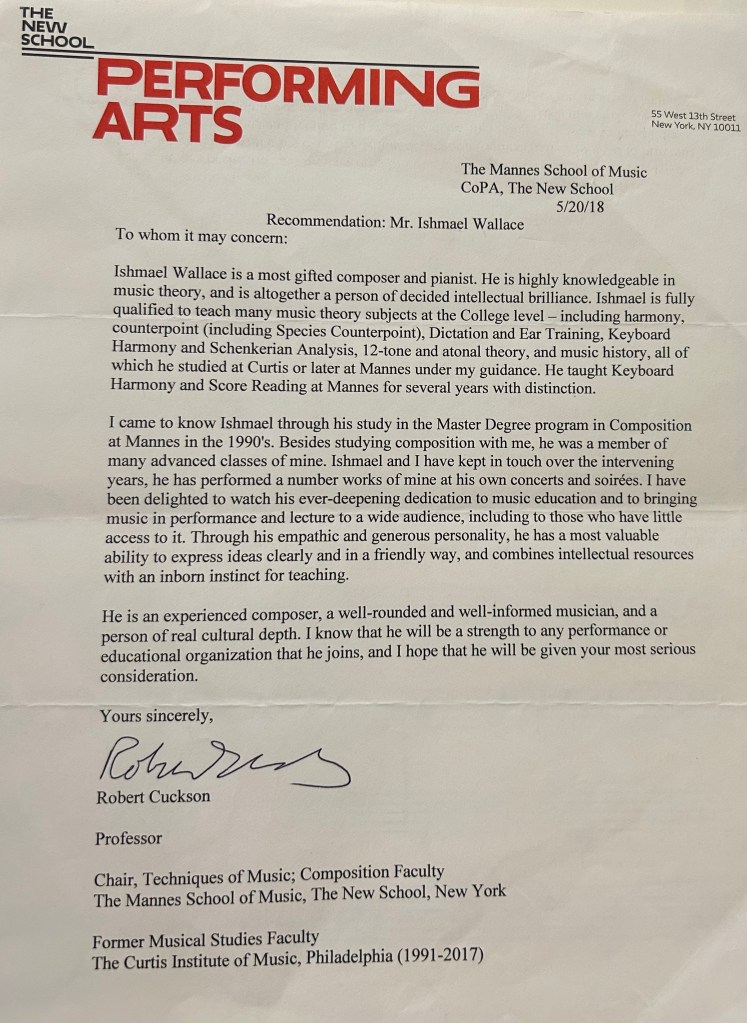 THE
NEW
SCHOOL
PERFORMING
ARTS
55 West 13th Street
New York, NY 10011
The Mannes School of Music
CoPA, The New School
5/20/18
Recommendation: Mr. Ishmael Wallace
To whom it may concern:
Ishmael Wallace is a most gifted composer and pianist. He is highly knowledgeable in
music theory, and is altogether a person of decided intellectual brilliance. Ishmael is fully
qualified to teach many music theory subjects at the College level – including harmony,
counterpoint (including Species Counterpoint), Dictation and Ear Training, Keyboard
Harmony and Schenkerian Analysis, 12-tone and atonal theory, and music history, all of
which he studied at Curtis or later at Mannes under my guidance. He taught Keyboard
Harmony and Score Reading at Mannes for several years with distinction.
I came to know Ishmael through his study in the Master Degree program in Composition
at Mannes in the 1990's. Besides studying composition with me, he was a member of
many advanced classes of mine. Ishmael and I have kept in touch over the intervening
years, he has performed a number works of mine at his own concerts and soirées. I have
been delighted to watch his ever-deepening dedication to music education and to bringing
music in performance and lecture to a wide audience, including to those who have little
access to it. Through his empathic and generous personality, he has a most valuable
ability to express ideas clearly and in a friendly way, and combines intellectual resources
with an inborn instinct for teaching.
He is an experienced composer, a well-rounded and well-informed musician, and a
person of real cultural depth. I know that he will be a strength to any performance or
educational organization that he joins, and I hope that he will be given your most serious
consideration.
Yours sincerely,
Robert Cuckson
Professor
Chair, Techniques of Music; Composition Faculty
The Mannes School of Music, The New School, New York
Former Musical Studies Faculty
The Curtis Institute of Music, Philadelphia (1991-2017)